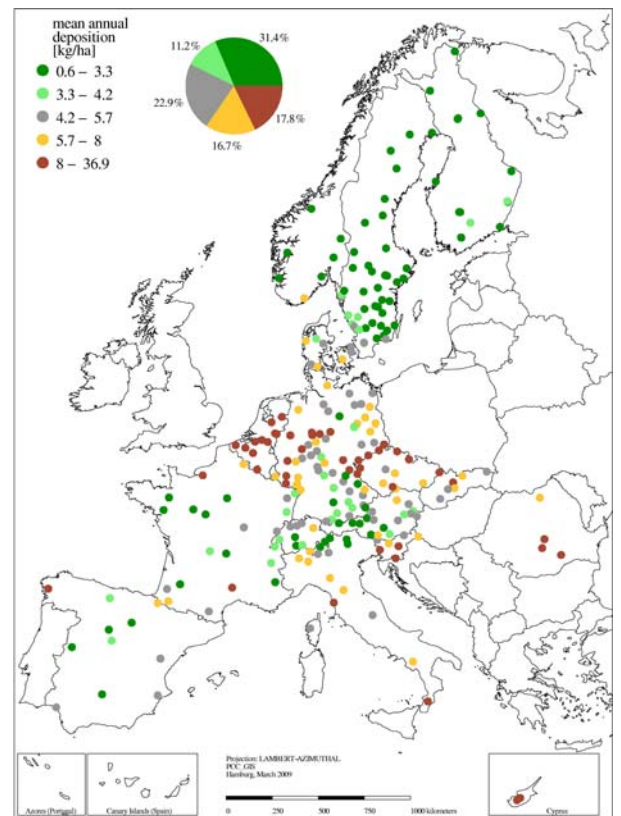 mean annual
deposition
[kg/ha]
0.6 – 3.3
3.3 – 4.2
4.2 – 5.7
5.7 – 8
8 – 36.9
31.4%
11.2%
22.9%
16.7%
17.8%
Projection: LAMBERT-AZIMUTHAL
PCC_GIS
Hamburg, March 2009
0 250 500 750 1000 kilometers
Azores (Portugal)
Canary Islands (Spain)
Cyprus